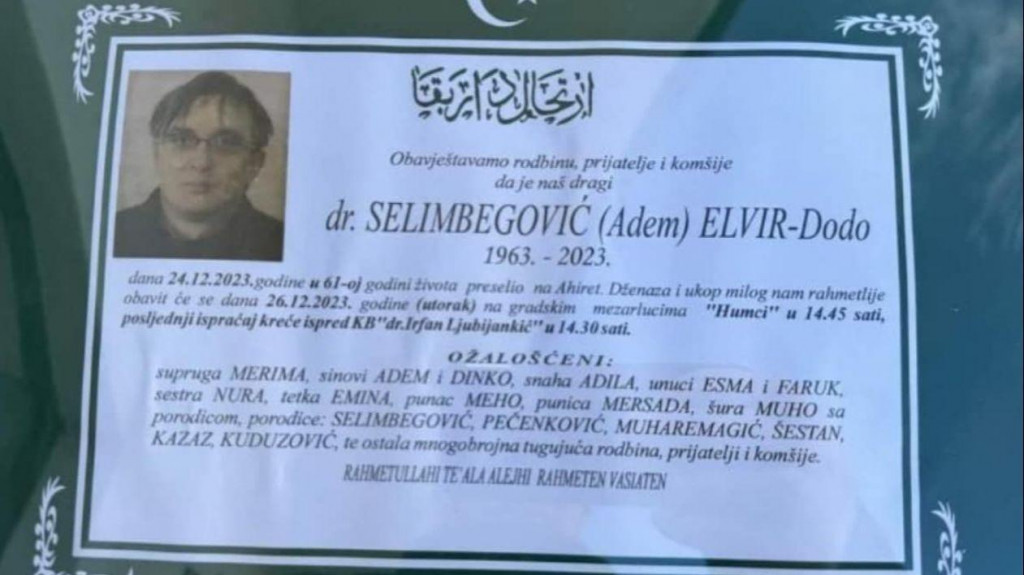 ارتحال دار بقا
Obavještavamo rodbinu, prijatelje i komšije
da je naš dragi
dr. SELIMBEGOVIĆ (Adem) ELVIR-Dodo
1963. - 2023.
dana 24.12.2023.godine u 61-oj godini života preselio na Ahiret. Dženaza i ukop milog nam rahmetlije
obavit će se dana 26.12.2023. godine (utorak) na gradskim mezarlucima "Humci" u 14.45 sati,
posljednji ispraćaj kreće ispred KB"dr.Irfan Ljubijankić" u 14.30 sati.
OŽALOŠĆENI:
supruga MERIMA, sinovi ADEM i DINKO, snaha ADILA, unuci ESMA i FARUK,
sestra NURA, tetka EMINA, punac MEHO, punica MERSADA, šura MUHO sa
porodicom, porodice: SELIMBEGOVIĆ, PEČENKOVIĆ, MUHAREMAGIĆ, ŠESTAN,
KAZAZ, KUDUZOVIĆ, te ostala mnogobrojna tugujuća rodbina, prijatelji i komšije.
RAHMETULLAHI TE'ALA ALEJHI RAHMETEN VASIATEN